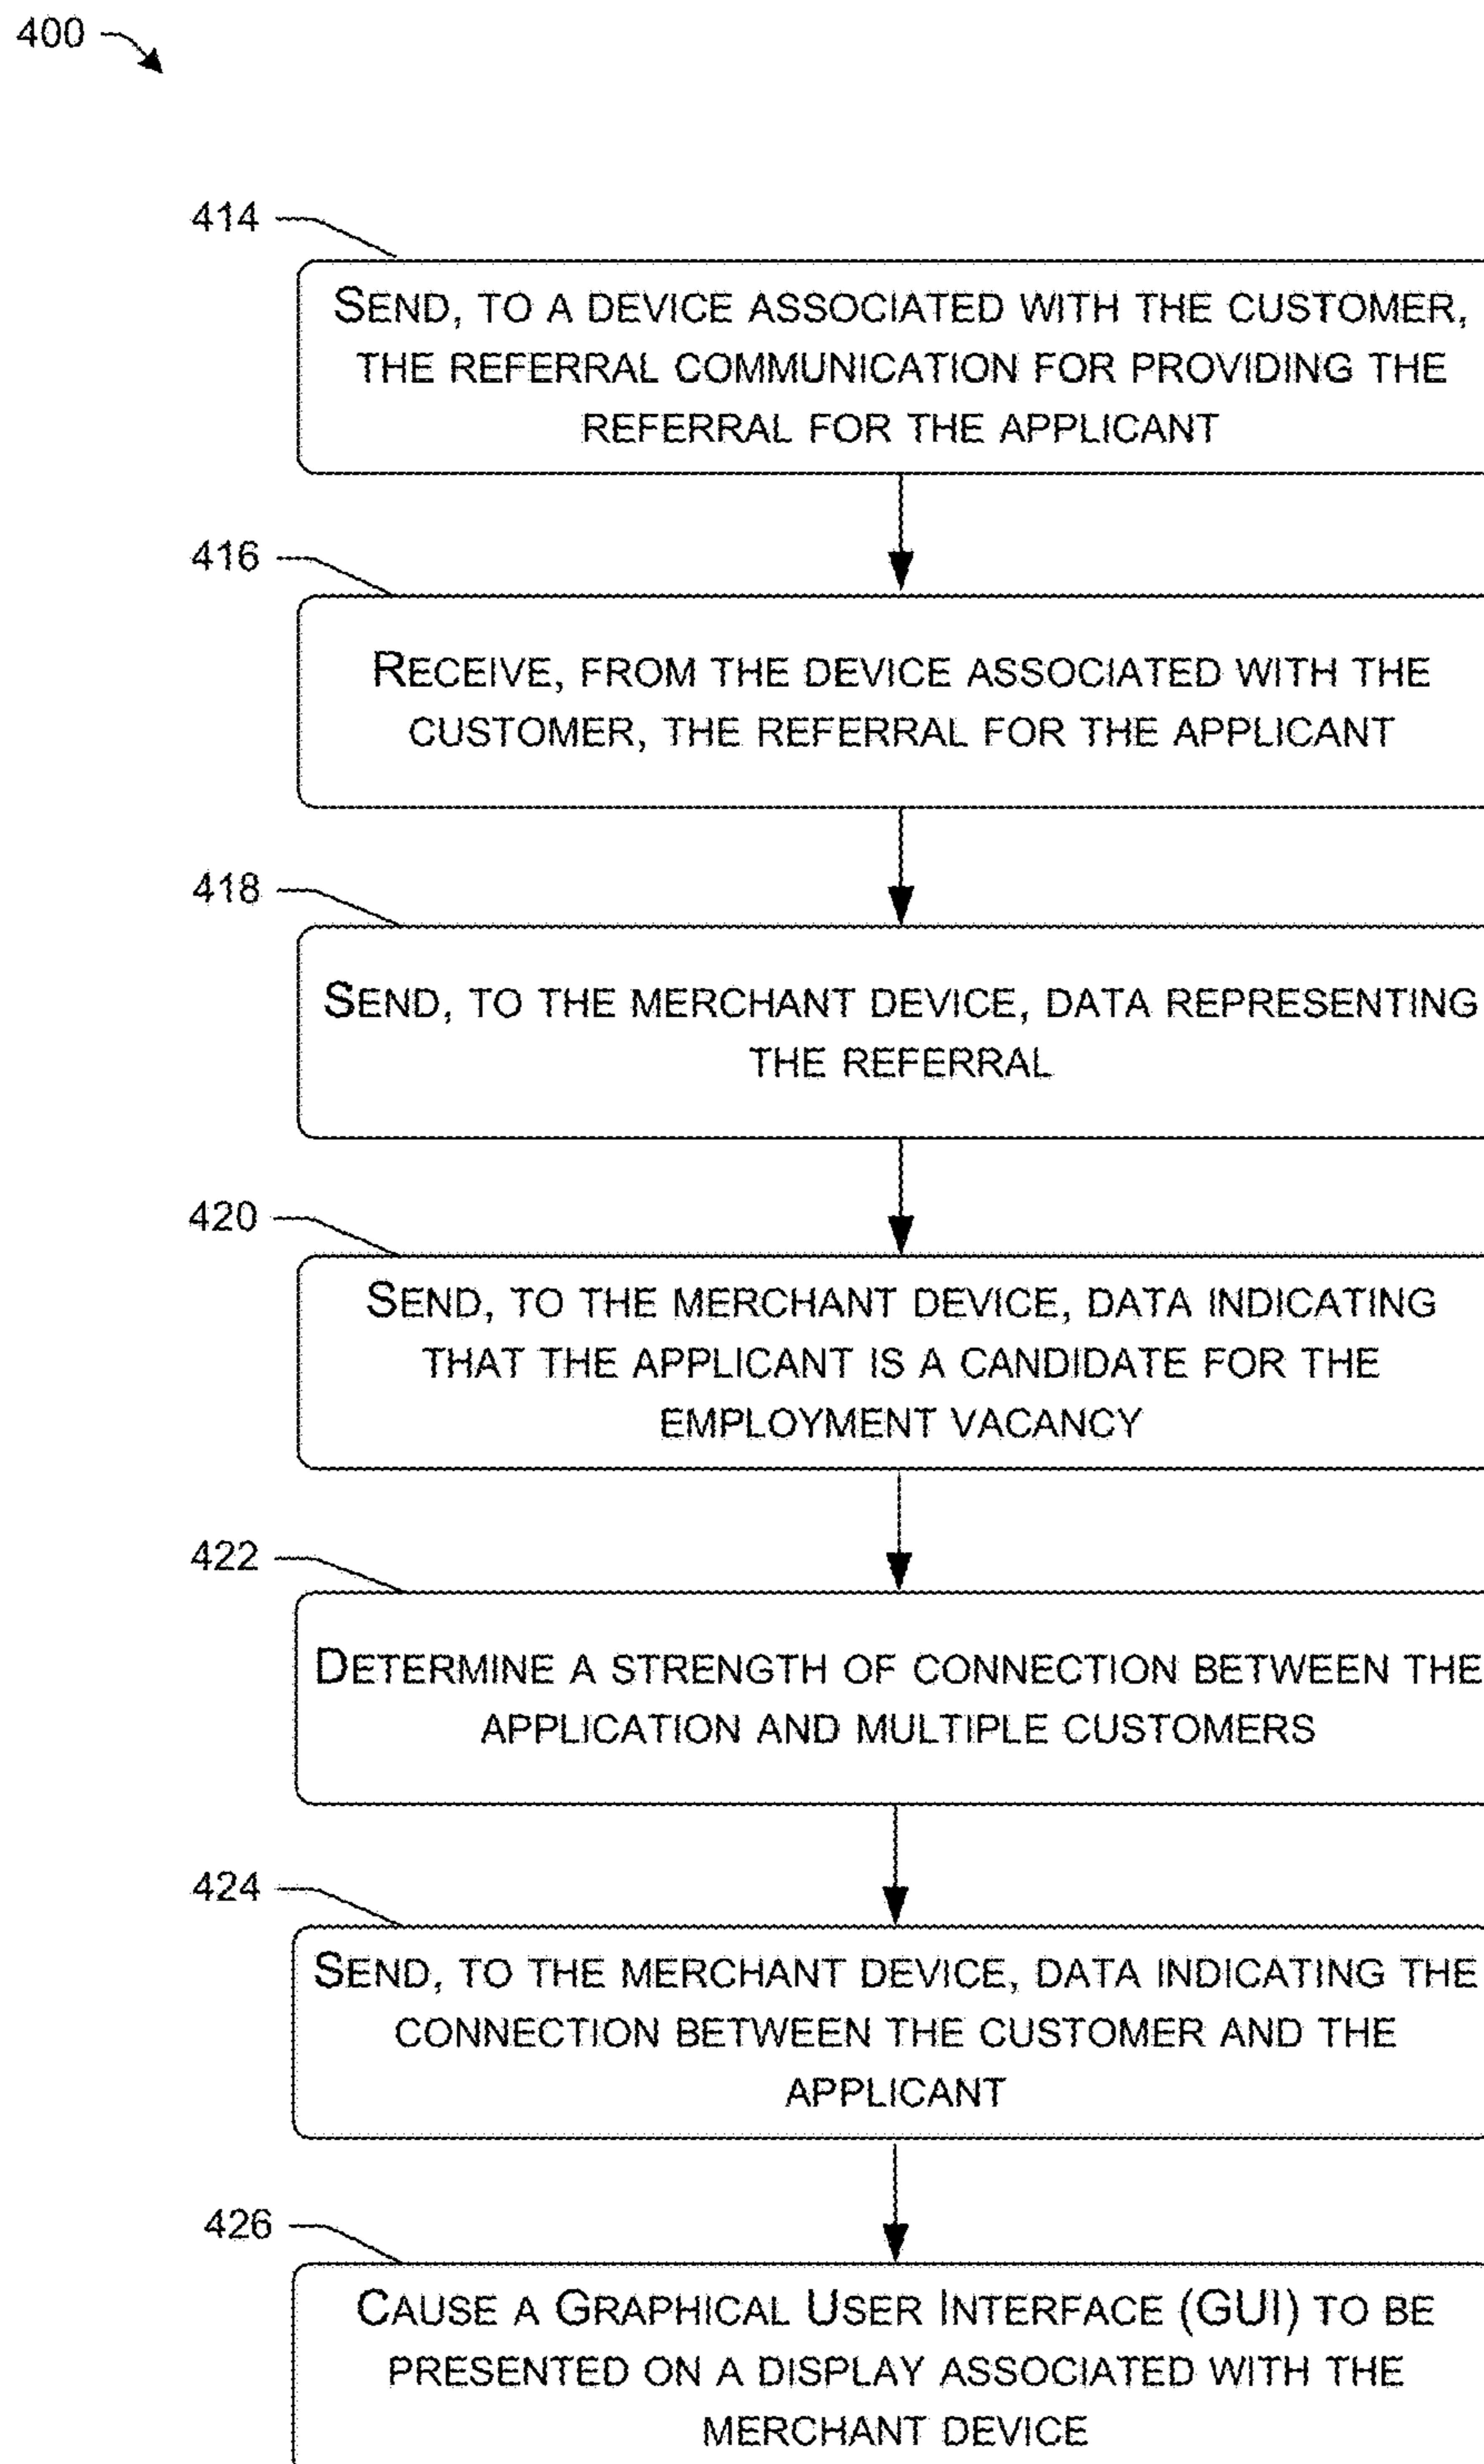 400
414
SEND, TO A DEVICE ASSOCIATED WITH THE CUSTOMER,
THE REFERRAL COMMUNICATION FOR PROVIDING THE
REFERRAL FOR THE APPLICANT
416
RECEIVE, FROM THE DEVICE ASSOCIATED WITH THE
CUSTOMER, THE REFERRAL FOR THE APPLICANT
418
SEND, TO THE MERCHANT DEVICE, DATA REPRESENTING
THE REFERRAL
420
SEND, TO THE MERCHANT DEVICE, DATA INDICATING
THAT THE APPLICANT IS A CANDIDATE FOR THE
EMPLOYMENT VACANCY
422
DETERMINE A STRENGTH OF CONNECTION BETWEEN THE
APPLICATION AND MULTIPLE CUSTOMERS
424
SEND, TO THE MERCHANT DEVICE, DATA INDICATING THE
CONNECTION BETWEEN THE CUSTOMER AND THE
APPLICANT
426
CAUSE A GRAPHICAL USER INTERFACE (GUI) TO BE
PRESENTED ON A DISPLAY ASSOCIATED WITH THE
MERCHANT DEVICE